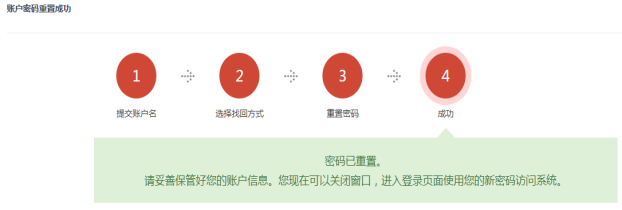 账户密码重置成功
1 2 3 4
提交账户名 选择找回方式 重置密码 成功
密码已重置。
请妥善保管好您的账户信息。您现在可以关闭窗口，进入登录页面使用您的新密码访问系统。